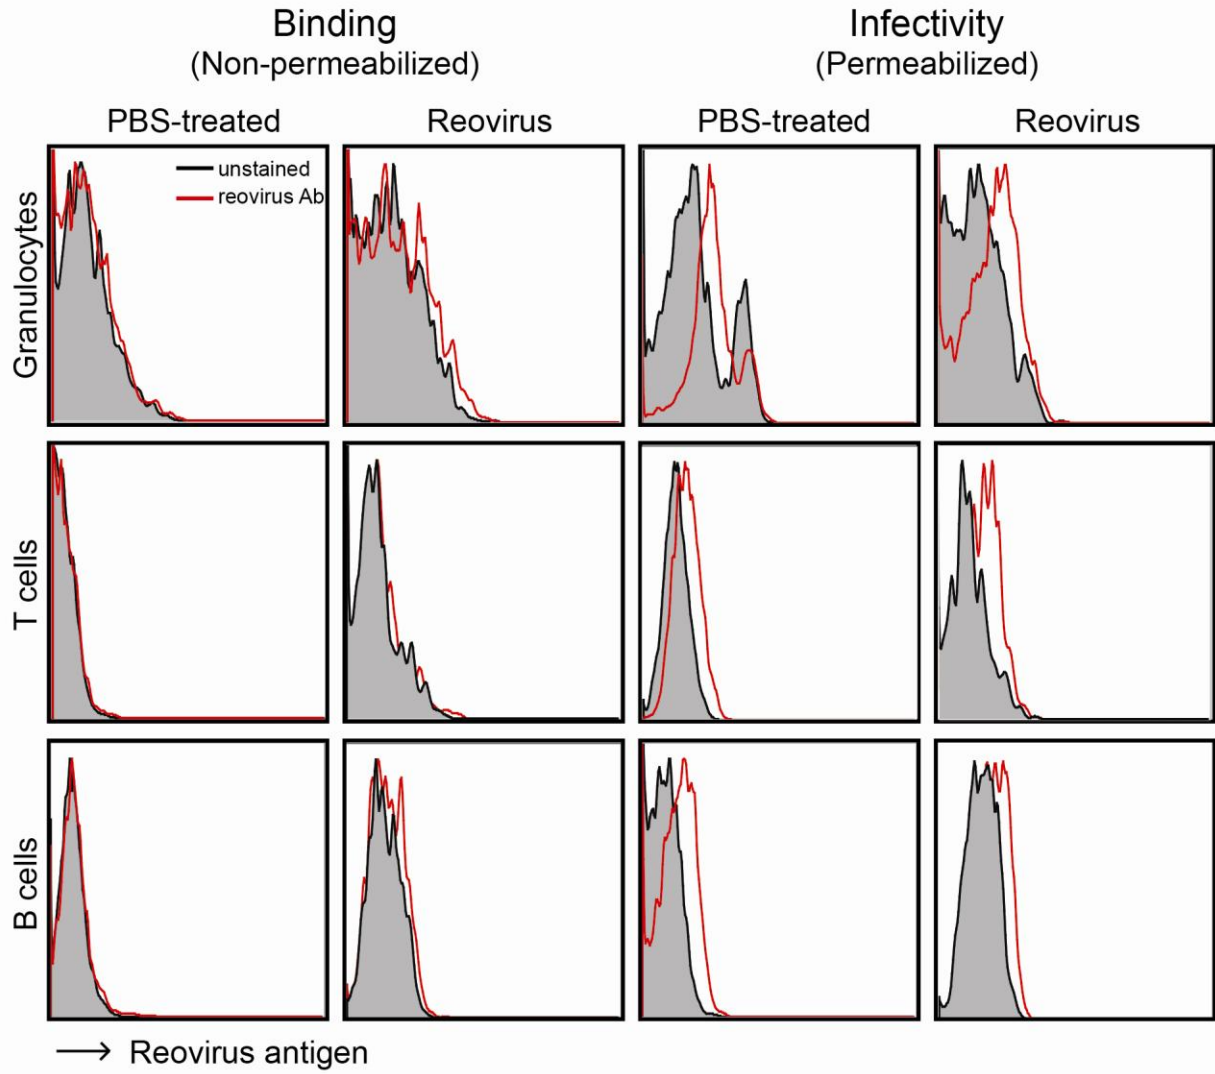 Binding
(Non-permeabilized)
Infectivity
(Permeabilized)
PBS-treated
Reovirus
PBS-treated
Reovirus
unstained
reovirus Ab
Granulocytes
T cells
B cells
Reovirus antigen